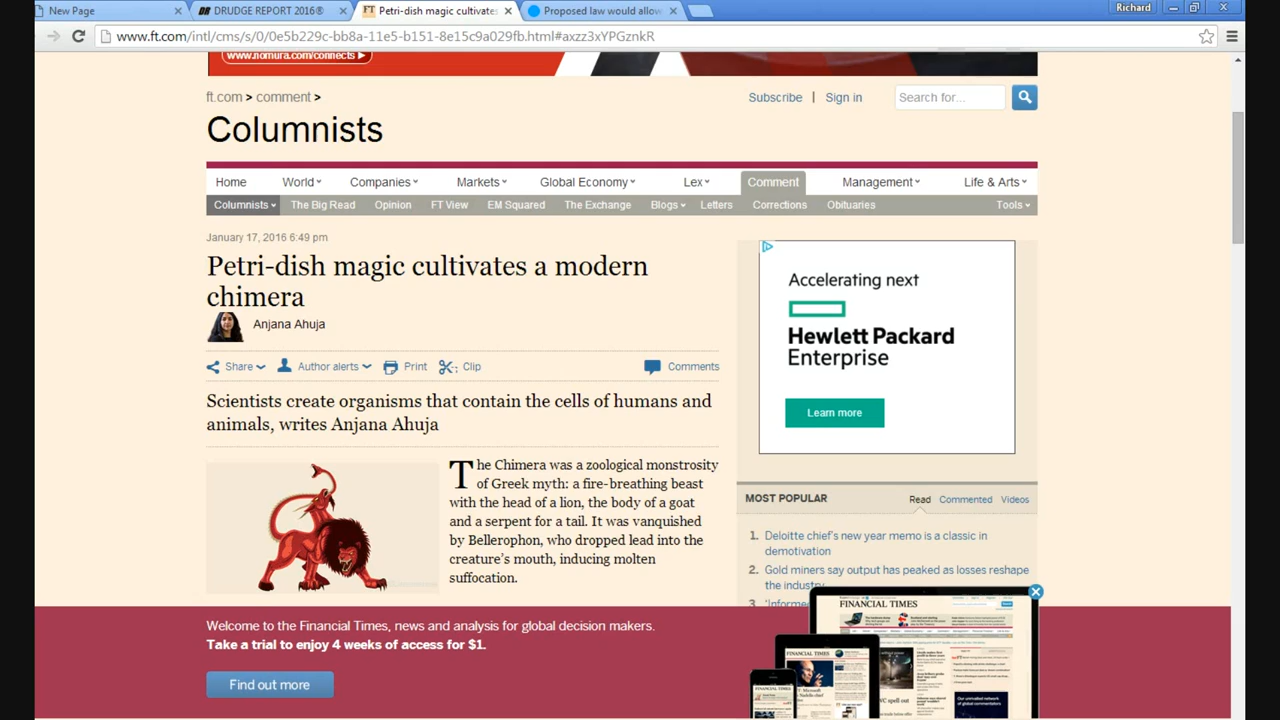 New Page
DRUDGE REPORT 2016®
FT Petri-dish magic cultivates
Proposed law would allow
Richard
www.ft.com/intl/cms/s/0/0e5b229c-bb8a-11e5-b151-8e15c9a029fb.html#axzz3xYPGznkR
www.nomura.com/connects
ft.com > comment >
Subscribe | Sign in
Search for...
Columnists
Home World Companies Markets Global Economy Lex Comment Management Life & Arts
Columnists The Big Read Opinion FT View EM Squared The Exchange Blogs Letters Corrections Obituaries Tools
January 17, 2016 6:49 pm
Petri-dish magic cultivates a modern
chimera
Anjana Ahuja
Share Author alerts Print Clip Comments
Scientists create organisms that contain the cells of humans and
animals, writes Anjana Ahuja
The Chimera was a zoological monstrosity
of Greek myth: a fire-breathing beast
with the head of a lion, the body of a goat
and a serpent for a tail. It was vanquished
by Bellerophon, who dropped lead into the
creature's mouth, inducing molten
suffocation.
Accelerating next
Hewlett Packard
Enterprise
Learn more
MOST POPULAR Read Commented Videos
1. Deloitte chief's new year memo is a classic in
demotivation
2. Gold miners say output has peaked as losses reshape
the industry
3. 'Informe
Welcome to the Financial Times, news and analysis for global decision makers.
Take a trial to enjoy 4 weeks of access for $1.
Find out more
FINANCIAL TIMES
FINANCIAL TIMES